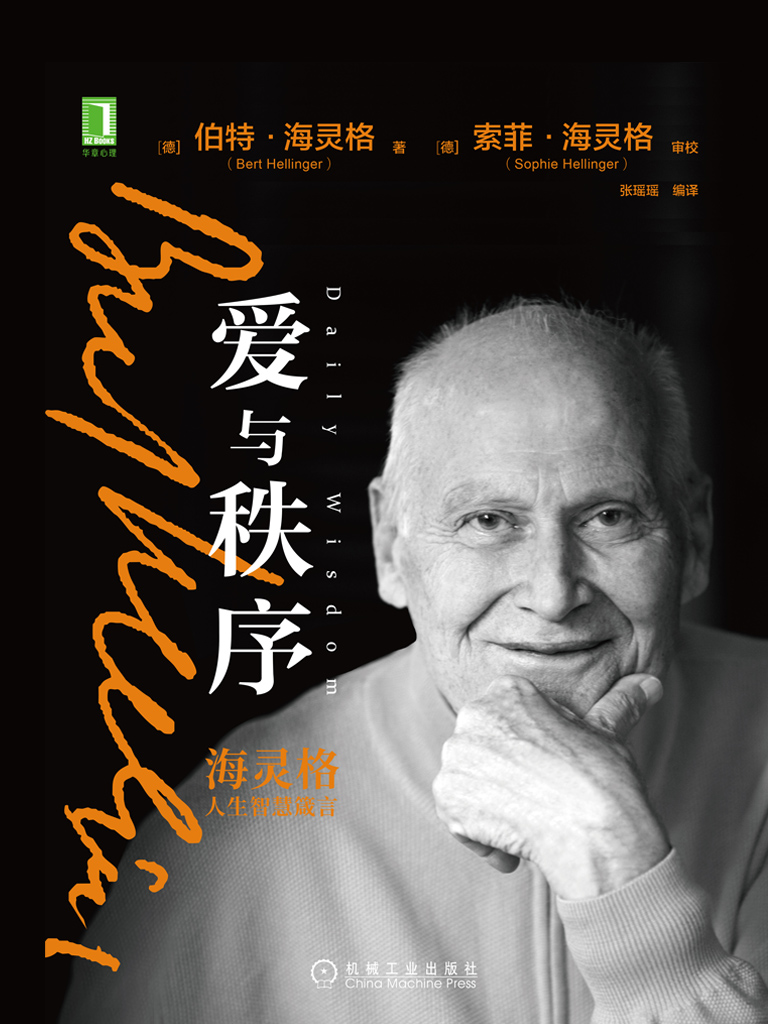 HZ Books
华章心理
[德] 伯特·海灵格 著 [德] 索菲·海灵格 审校
(Bert Hellinger) (Sophie Hellinger)
张瑶瑶 编译
爱与秩序
Daily Wisdom
海灵格
人生智慧箴言
机械工业出版社
China Machine Press